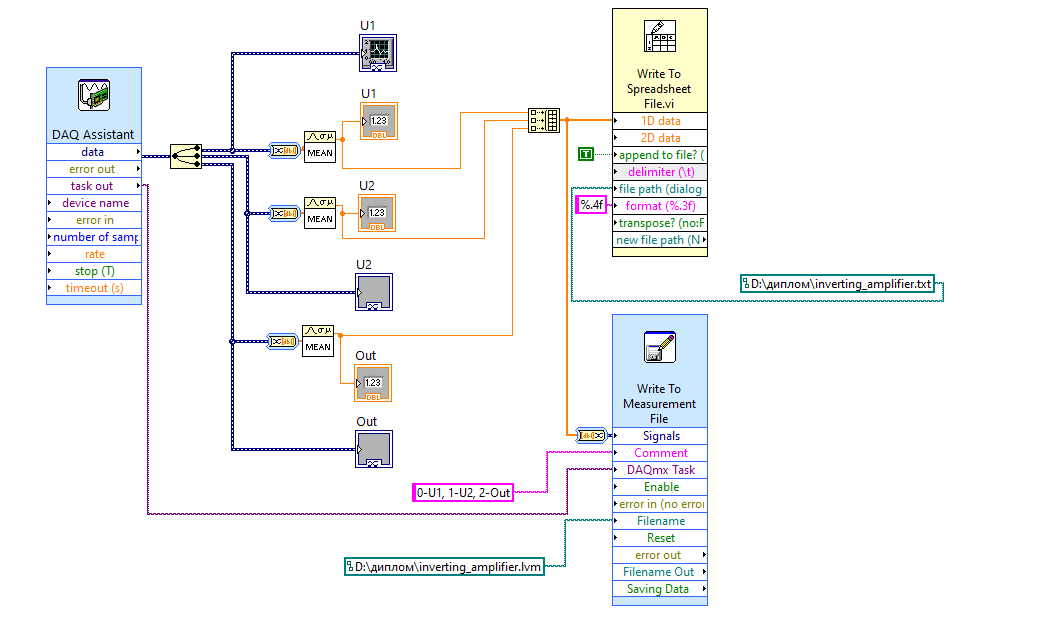 U1
U1
1.23
DBL
MEAN
U2
1.23
DBL
MEAN
U2
MEAN
Out
1.23
DBL
Out
DAQ Assistant
data
error out
task out
device name
error in
number of samp
rate
stop (T)
timeout (s)
Write To
Spreadsheet
File.vi
1D data
2D data
append to file? (
delimiter (\t)
file path (dialog
format (%.3f)
transpose? (no:F
new file path (N
T
%.4f
D:\диплом\inverting_amplifier.txt
Write To
Measurement
File
Signals
Comment
DAQmx Task
Enable
error in (no error
Filename
Reset
error out
Filename Out
Saving Data
0-U1, 1-U2, 2-Out
D:\диплом\inverting_amplifier.lvm